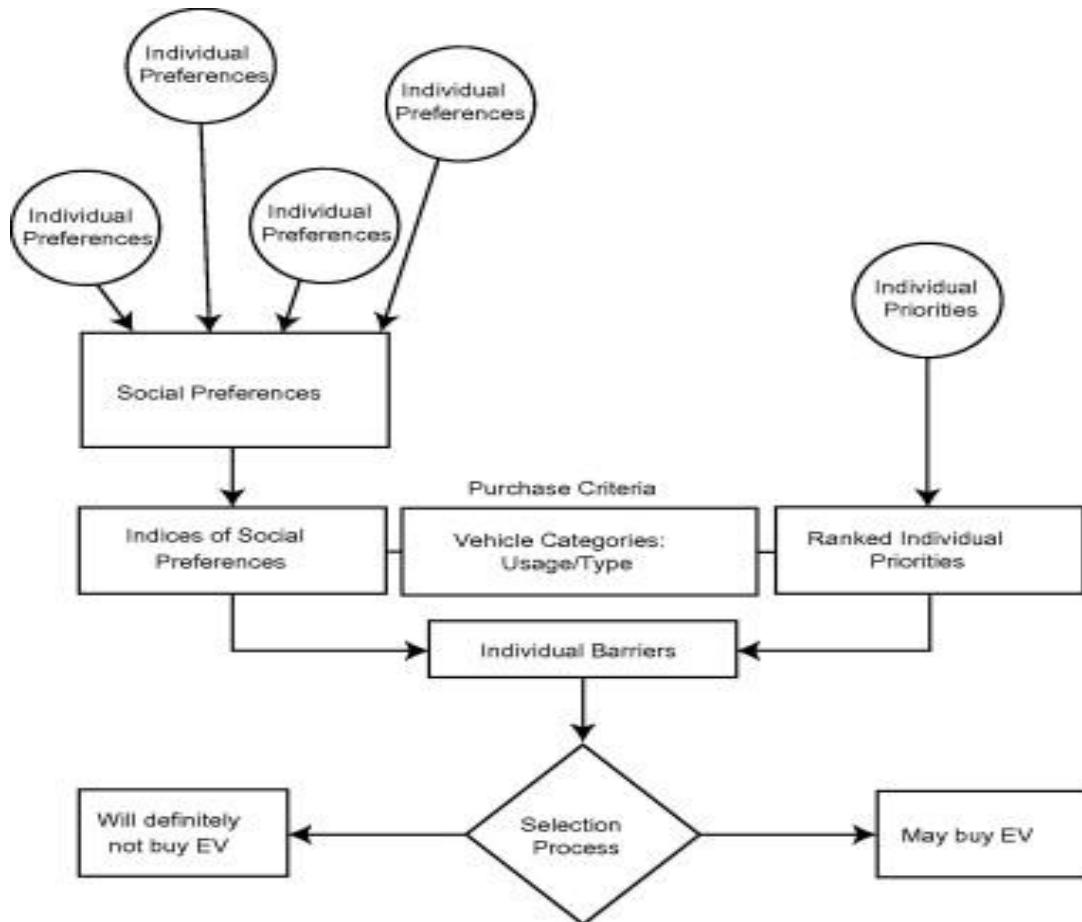 Individual
Preferences
Individual
Preferences
Individual
Preferences
Individual
Preferences
Individual
Priorities
Social Preferences
Purchase Criteria
Indices of Social
Preferences
Vehicle Categories:
Usage/Type
Ranked Individual
Priorities
Individual Barriers
Will definitely
not buy EV
Selection
Process
May buy EV